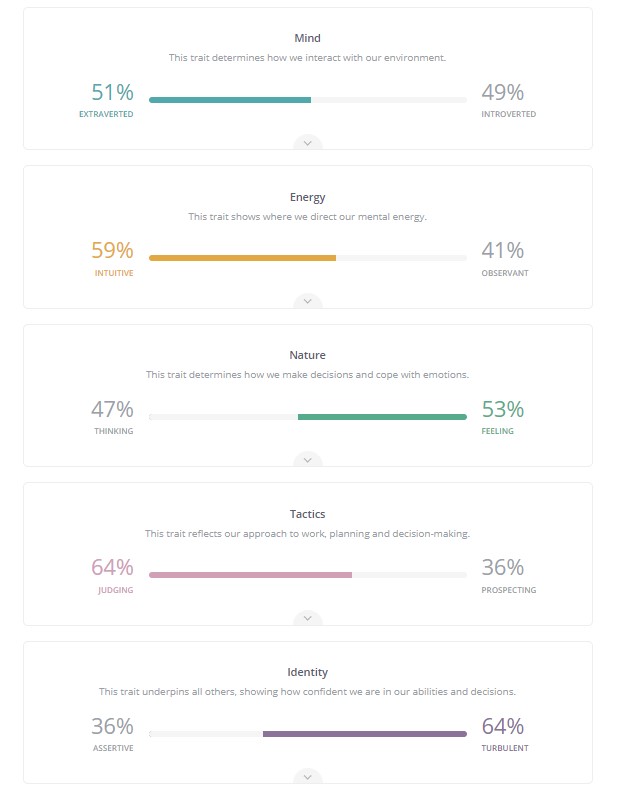 Mind
This trait determines how we interact with our environment.
51% 49%
EXTRAVERTED INTROVERTED
Energy
This trait shows where we direct our mental energy.
59% 41%
INTUITIVE OBSERVANT
Nature
This trait determines how we make decisions and cope with emotions.
47% 53%
THINKING FEELING
Tactics
This trait reflects our approach to work, planning and decision-making.
64% 36%
JUDGING PROSPECTING
Identity
This trait underpins all others, showing how confident we are in our abilities and decisions.
36% 64%
ASSERTIVE TURBULENT